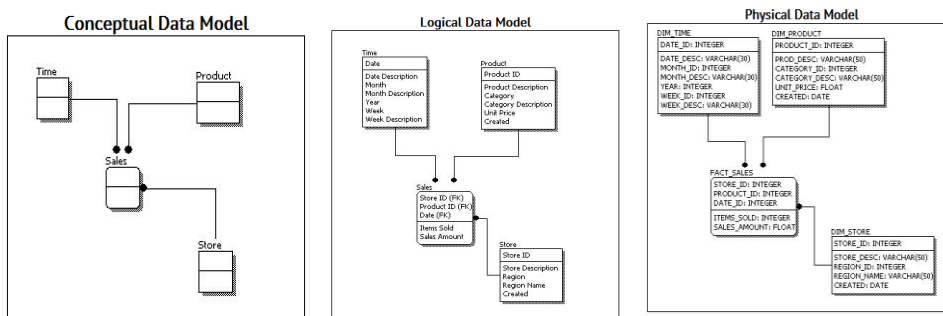 Conceptual Data Model
Time
Product
Sales
Store
Logical Data Model
Time
Date
Date Description
Month
Month Description
Year
Week
Week Description
Product
Product ID
Product Description
Category
Category Description
Unit Price
Created
Sales
Store ID (FK)
Product ID (FK)
Date (FK)
Items Sold
Sales Amount
Store
Store ID
Store Description
Region
Region Name
Created
Physical Data Model
DIM_TIME
DATE_ID: INTEGER
DATE_DESC: VARCHAR(30)
MONTH_ID: INTEGER
MONTH_DESC: VARCHAR(30)
YEAR: INTEGER
WEEK_ID: INTEGER
WEEK_DESC: VARCHAR(30)
DIM_PRODUCT
PRODUCT_ID: INTEGER
PROD_DESC: VARCHAR(50)
CATEGORY_ID: INTEGER
CATEGORY_DESC: VARCHAR(50)
UNIT_PRICE: FLOAT
CREATED: DATE
FACT_SALES
STORE_ID: INTEGER
PRODUCT_ID: INTEGER
DATE_ID: INTEGER
ITEMS_SOLD: INTEGER
SALES_AMOUNT: FLOAT
DIM_STORE
STORE_ID: INTEGER
STORE_DESC: VARCHAR(50)
REGION_ID: INTEGER
REGION_NAME: VARCHAR(50)
CREATED: DATE